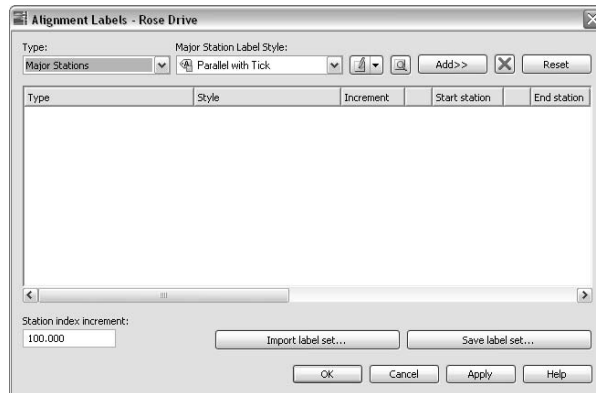 Alignment Labels - Rose Drive
Type: Major Station Label Style:
Major Stations Parallel with Tick Add>> Reset
Type Style Increment Start station End station
Station index increment:
100.000 Import label set... Save label set...
OK Cancel Apply Help